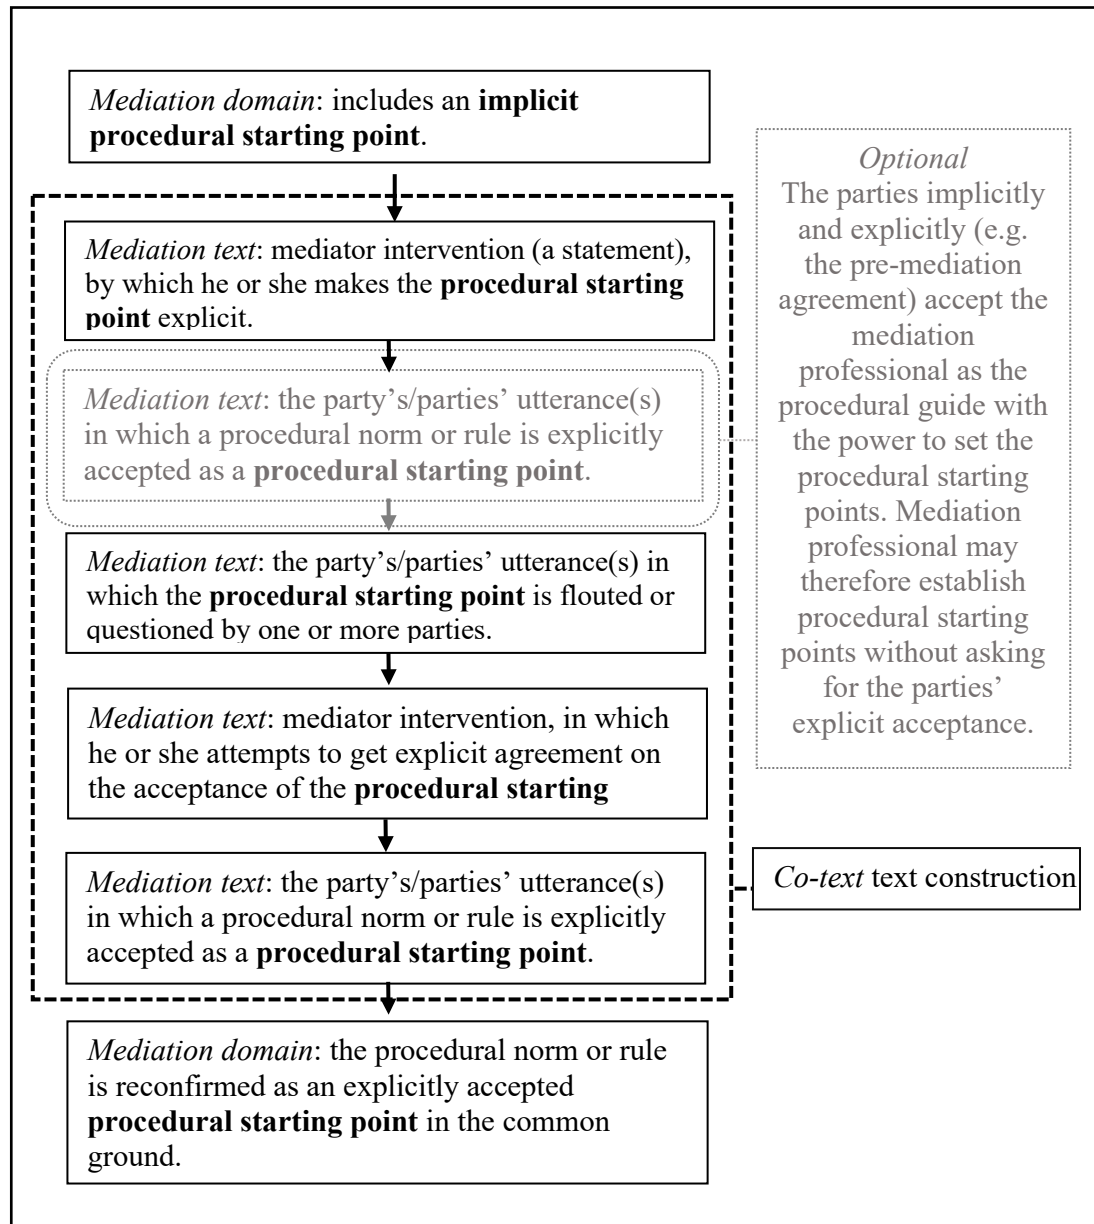 Mediation domain: includes an implicit
procedural starting point.
Mediation text: mediator intervention (a statement),
by which he or she makes the procedural starting
point explicit.
Mediation text: the party’s/parties’ utterance(s)
in which a procedural norm or rule is explicitly
accepted as a procedural starting point.
Mediation text: the party’s/parties’ utterance(s) in
which the procedural starting point is flouted or
questioned by one or more parties.
Mediation text: mediator intervention, in which
he or she attempts to get explicit agreement on
the acceptance of the procedural starting
Mediation text: the party’s/parties’ utterance(s)
in which a procedural norm or rule is explicitly
accepted as a procedural starting point.
Mediation domain: the procedural norm or rule
is reconfirmed as an explicitly accepted
procedural starting point in the common
ground.
Optional
The parties implicitly
and explicitly (e.g.
the pre-mediation
agreement) accept the
mediation
professional as the
procedural guide with
the power to set the
procedural starting
points. Mediation
professional may
therefore establish
procedural starting
points without asking
for the parties’
explicit acceptance.
Co-text text construction